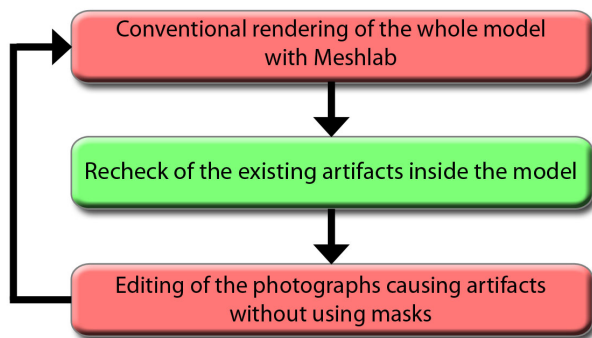 Conventional rendering of the whole model
with Meshlab
Recheck of the existing artifacts inside the model
Editing of the photographs causing artifacts
without using masks